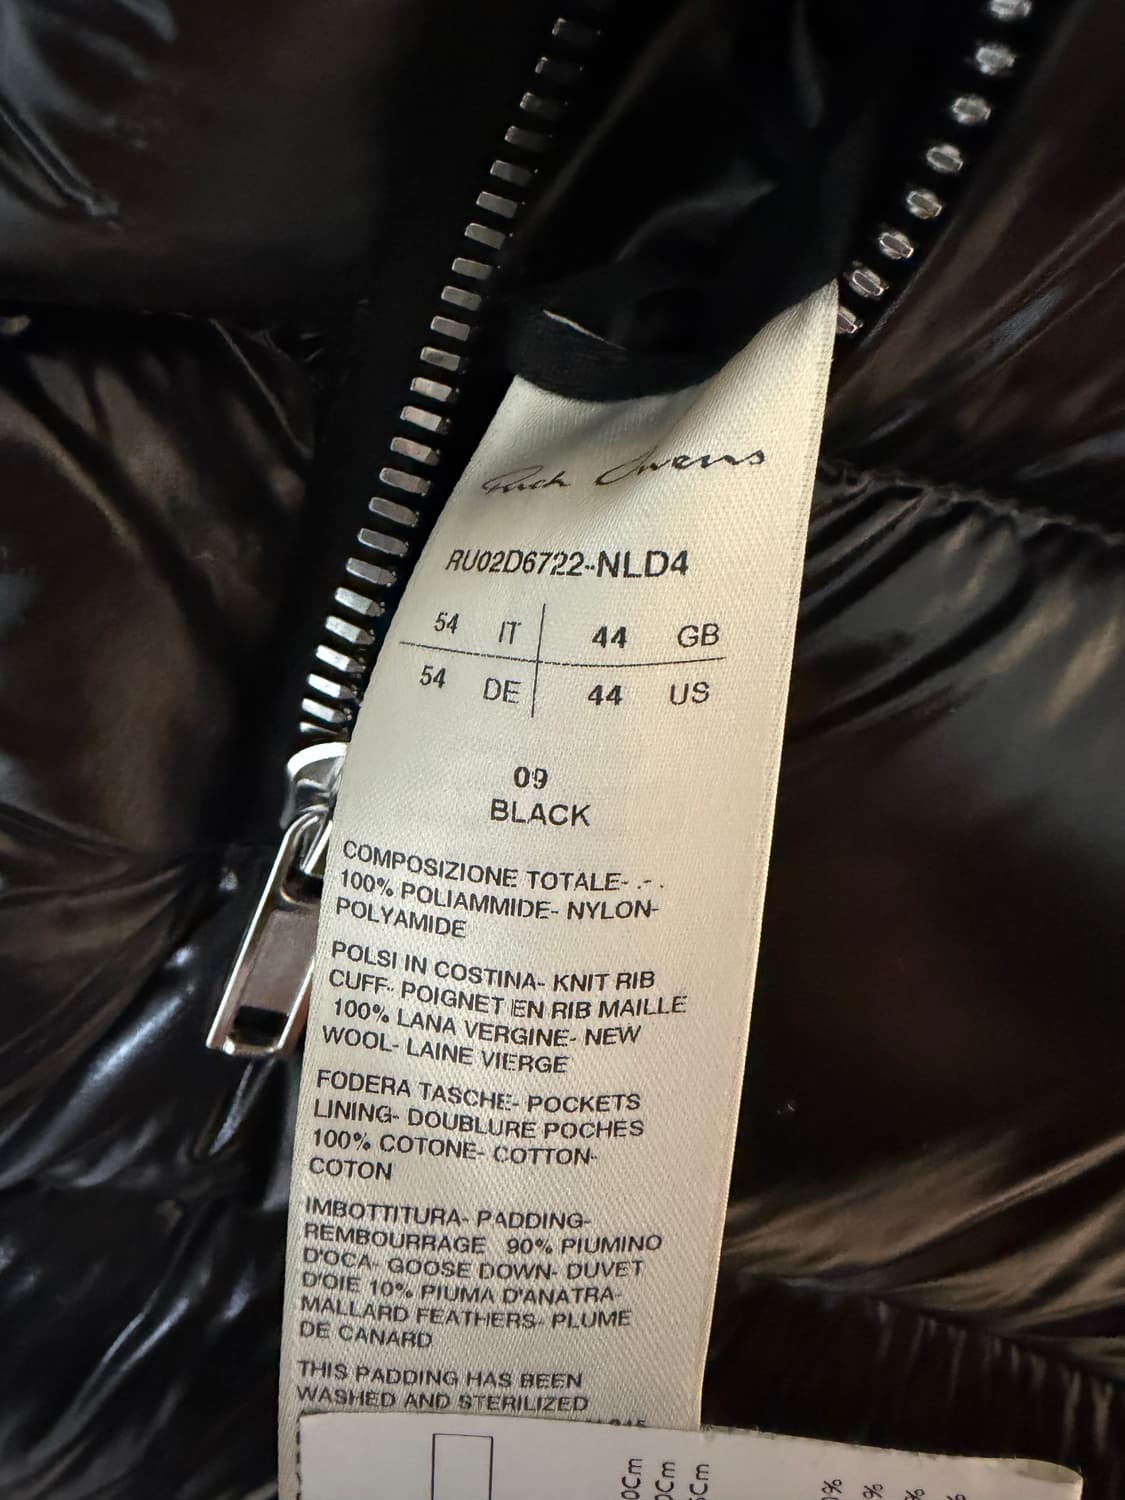 Rick Owens
RU02D6722-NLD4
54 IT 44 GB
54 DE 44 US
09
BLACK
COMPOSIZIONE TOTALE- .- .
100% POLIAMMIDE- NYLON-
POLYAMIDE
POLSI IN COSTINA- KNIT RIB
CUFF- POIGNET EN RIB MAILLE
100% LANA VERGINE- NEW
WOOL- LAINE VIERGE
FODERA TASCHE- POCKETS
LINING- DOUBLURE POCHES
100% COTONE- COTTON-
COTON
IMBOTTITURA- PADDING-
REMBOURRAGE 90% PIUMINO
D'OCA- GOOSE DOWN- DUVET
D'OIE 10% PIUMA D'ANATRA-
MALLARD FEATHERS- PLUME
DE CANARD
THIS PADDING HAS BEEN
WASHED AND STERILIZED